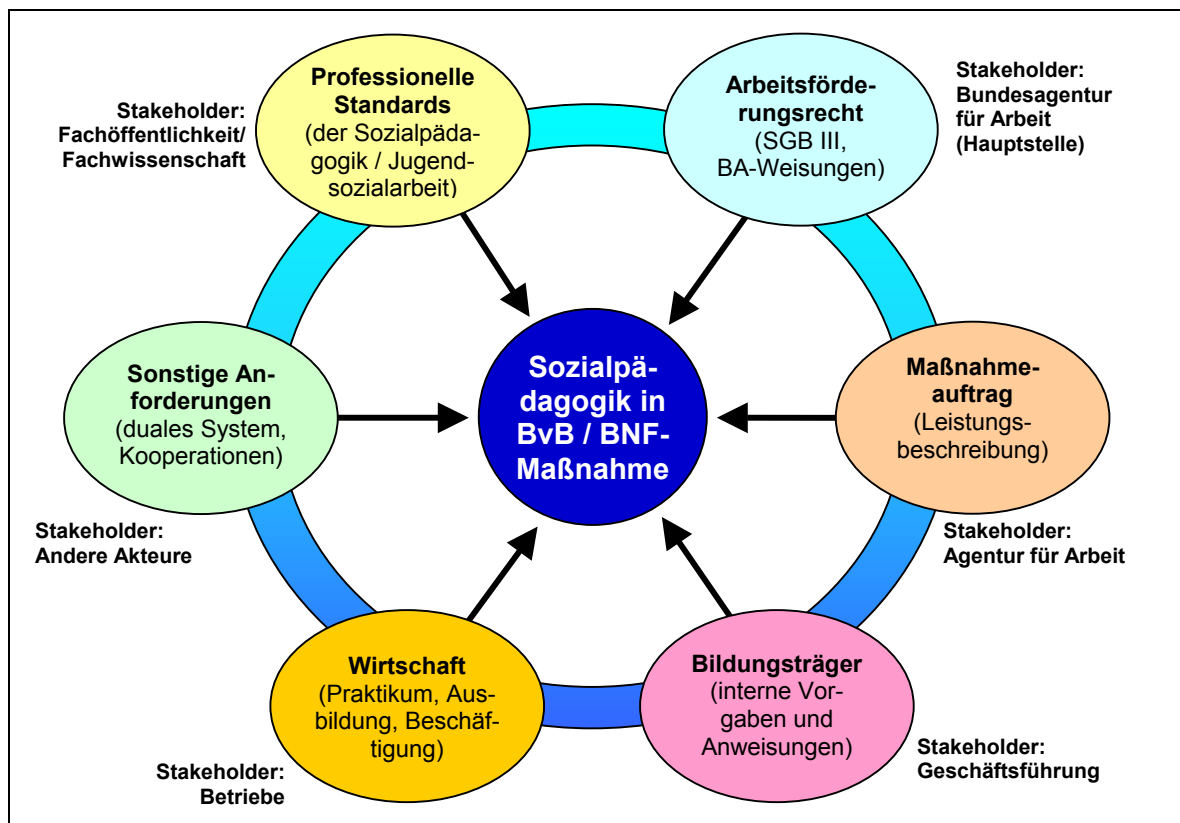 Professionelle
Standards
(der Sozialpäda-
gogik / Jugend-
sozialarbeit)
Stakeholder:
Fachöffentlichkeit/
Fachwissenschaft
Arbeitsförde-
rungsrecht
(SGB III,
BA-Weisungen)
Stakeholder:
Bundesagentur
für Arbeit
(Hauptstelle)
Sonstige An-
forderungen
(duales System,
Kooperationen)
Stakeholder:
Andere Akteure
Sozialpä-
dagogik in
BvB / BNF-
Maßnahme
Maßnahme-
auftrag
(Leistungs-
beschreibung)
Stakeholder:
Agentur für Arbeit
Wirtschaft
(Praktikum, Aus-
bildung, Beschäf-
tigung)
Stakeholder:
Betriebe
Bildungsträger
(interne Vor-
gaben und
Anweisungen)
Stakeholder:
Geschäftsführung